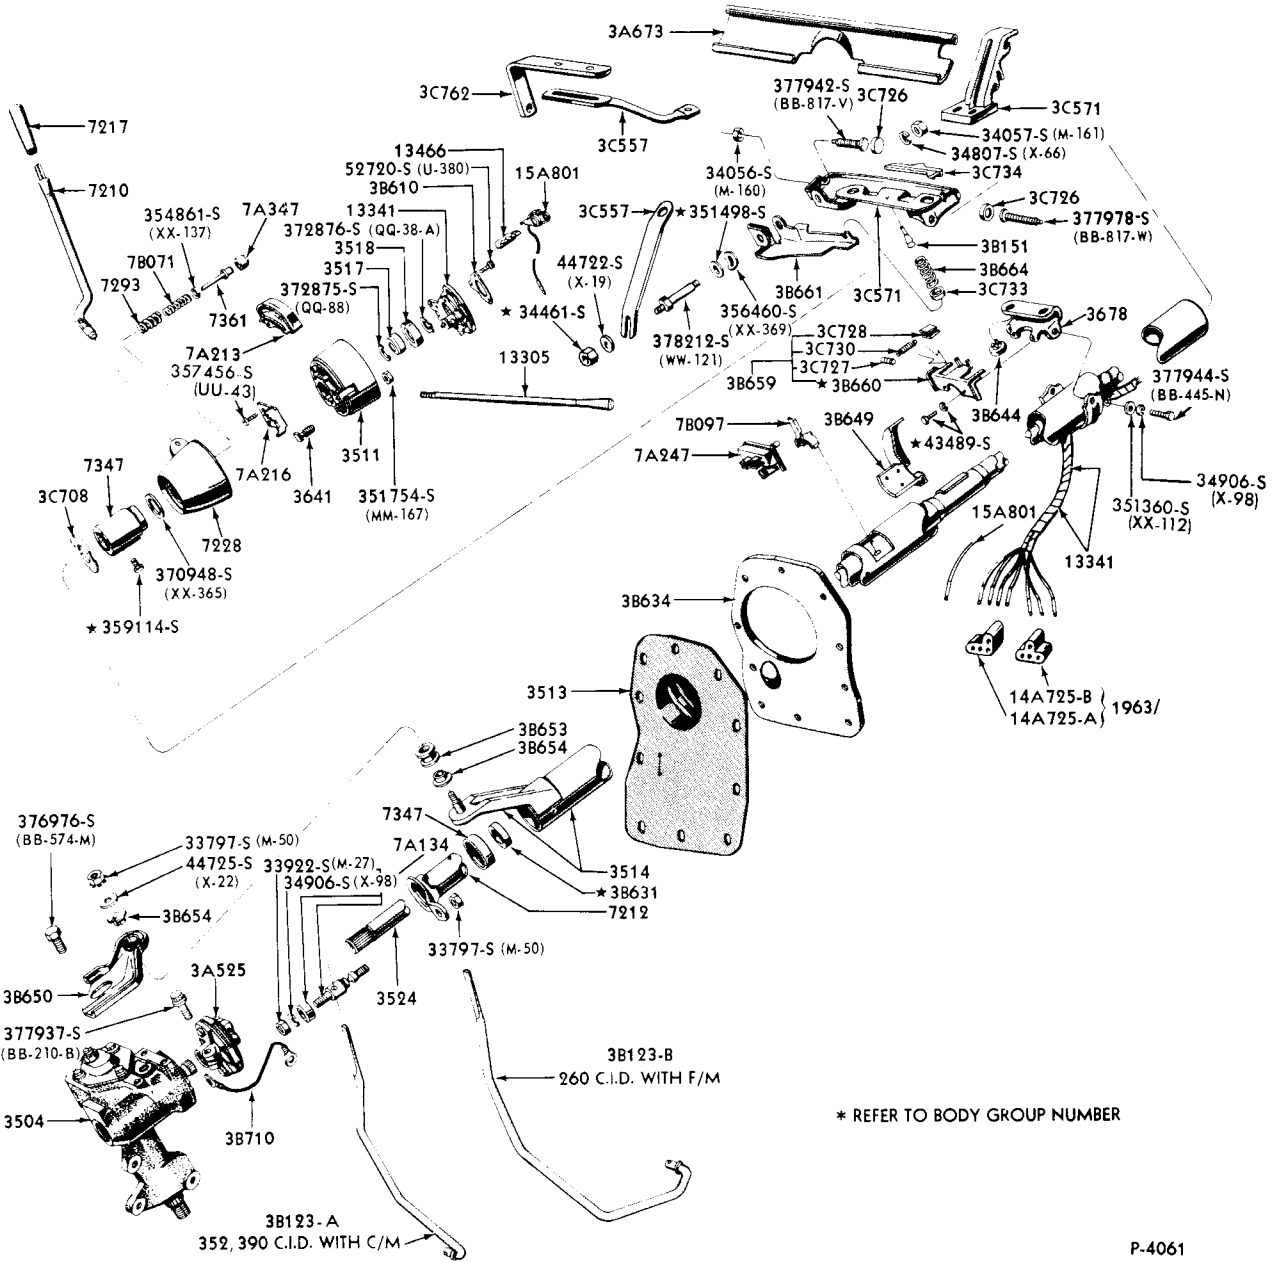 3A673
3C762
377942-S
(BB-817-V)
3C726
3C571
7217
3C557
34057-S (M-161)
34807-S (X-66)
13466
52720-S (U-380)
3B610
15A801
34056-S
(M-160)
3C734
7210
354861-S
(XX-137)
7A347
13341
372876-S (QQ-38-A)
3C557
★ 351498-S
3C726
377978-S
(BB-817-W)
7B071
3518
3517
3B151
7293
372875-S
(QQ-88)
44722-S
(X-19)
3B661
3C571
3B664
3C733
7361
★ 34461-S
356460-S
(XX-369)
3678
378212-S
(WW-121)
3C728
3C730
3C727
3B659
★ 3B660
7A213
357456-S
(UU-43)
13305
377944-S
(BB-445-N)
3B644
7B097
3B649
★ 43489-S
3511
7A247
7347
7A216
3641
351754-S
(MM-167)
34906-S
(X-98)
3C708
351360-S
(XX-112)
15A801
7228
13341
370948-S
(XX-365)
★ 359114-S
3B634
3513
14A725-B
14A725-A
1963/
3B653
3B654
376976-S
(BB-574-M)
7347
33797-S (M-50)
44725-S
(X-22)
7A134
33922-S (M-27)
34906-S (X-98)
3514
★ 3B631
3B654
7212
33797-S (M-50)
3A525
3B650
3524
377937-S
(BB-210-B)
3B123-B
260 C.I.D. WITH F/M
3504
3B710
* REFER TO BODY GROUP NUMBER
3B123-A
352, 390 C.I.D. WITH C/M
P-4061